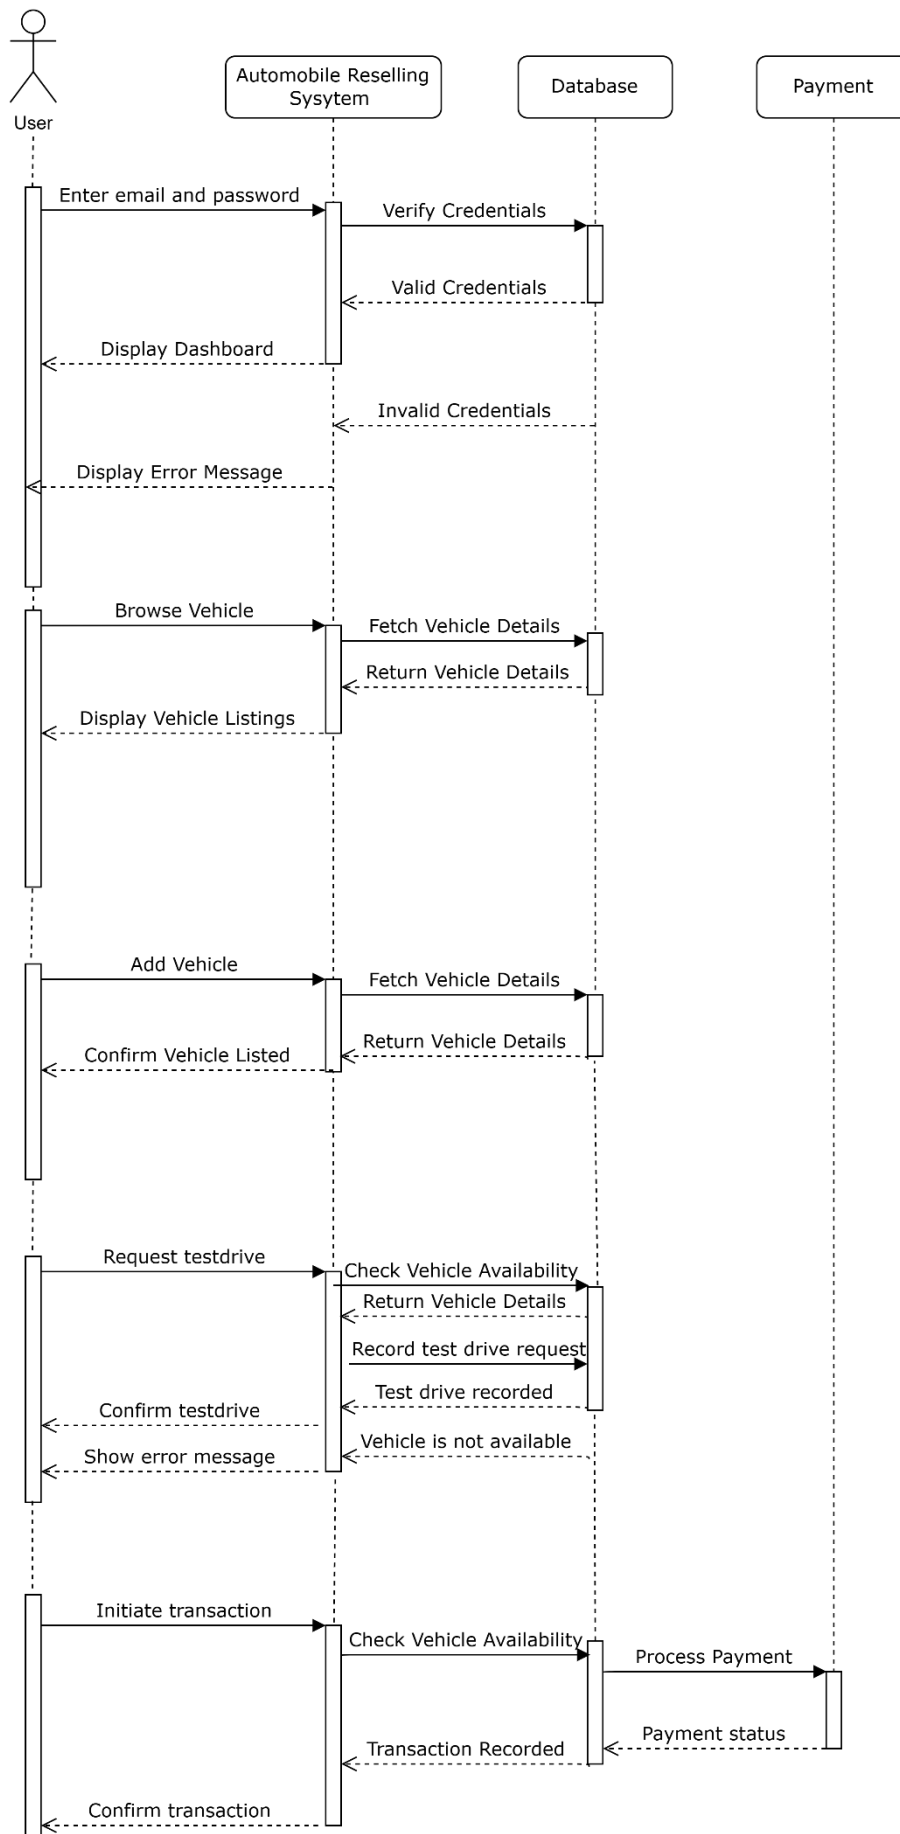 User
Automobile Reselling
Sysytem
Database
Payment
Enter email and password
Verify Credentials
Valid Credentials
Display Dashboard
Invalid Credentials
Display Error Message
Browse Vehicle
Fetch Vehicle Details
Return Vehicle Details
Display Vehicle Listings
Add Vehicle
Fetch Vehicle Details
Return Vehicle Details
Confirm Vehicle Listed
Request testdrive
Check Vehicle Availability
Return Vehicle Details
Record test drive request
Test drive recorded
Confirm testdrive
Vehicle is not available
Show error message
Initiate transaction
Check Vehicle Availability
Process Payment
Payment status
Transaction Recorded
Confirm transaction